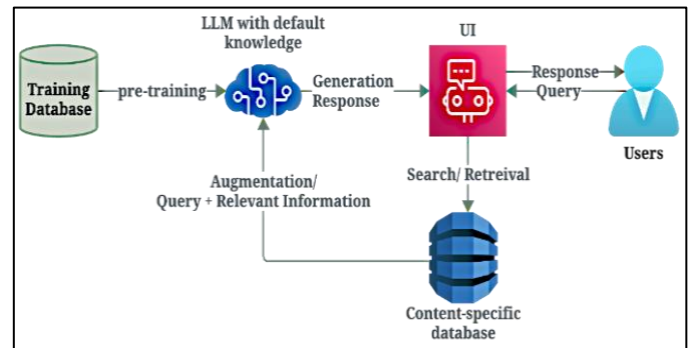 LLM with default
knowledge
UI
Training
Database
pre-training
Generation
Response
Response
Query
Users
Augmentation/
Query + Relevant Information
Search/ Retreival
Content-specific
database